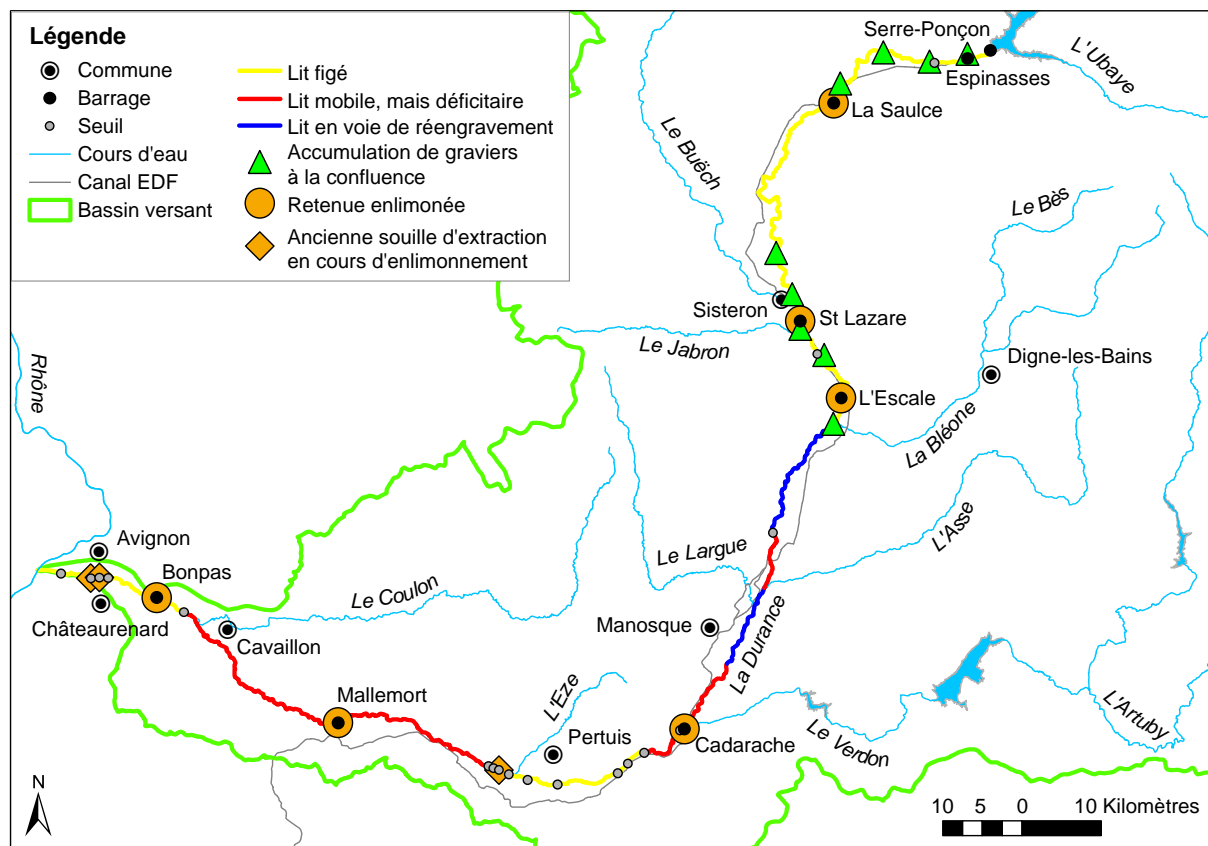 Légende
Commune
Barrage
Seuil
Cours d'eau
Canal EDF
Bassin versant
Lit figé
Lit mobile, mais déficitaire
Lit en voie de réengravement
Accumulation de graviers
à la confluence
Retenue enlimonée
Ancienne souille d'extraction
en cours d'enlimonnement
Serre-Ponçon
L'Ubaye
Espinasses
La Saulce
Le Buëch
Le Bès
Sisteron
St Lazare
Le Jabron
Digne-les-Bains
L'Escale
La Bléone
Rhône
L'Asse
Avignon
Bonpas
Le Largue
Le Coulon
Châteaurenard
Cavaillon
Manosque
La Durance
Mallemort
L'Eze
Pertuis
Cadarache
Le Verdon
L'Artuby
N
10 5 0 10 Kilomètres